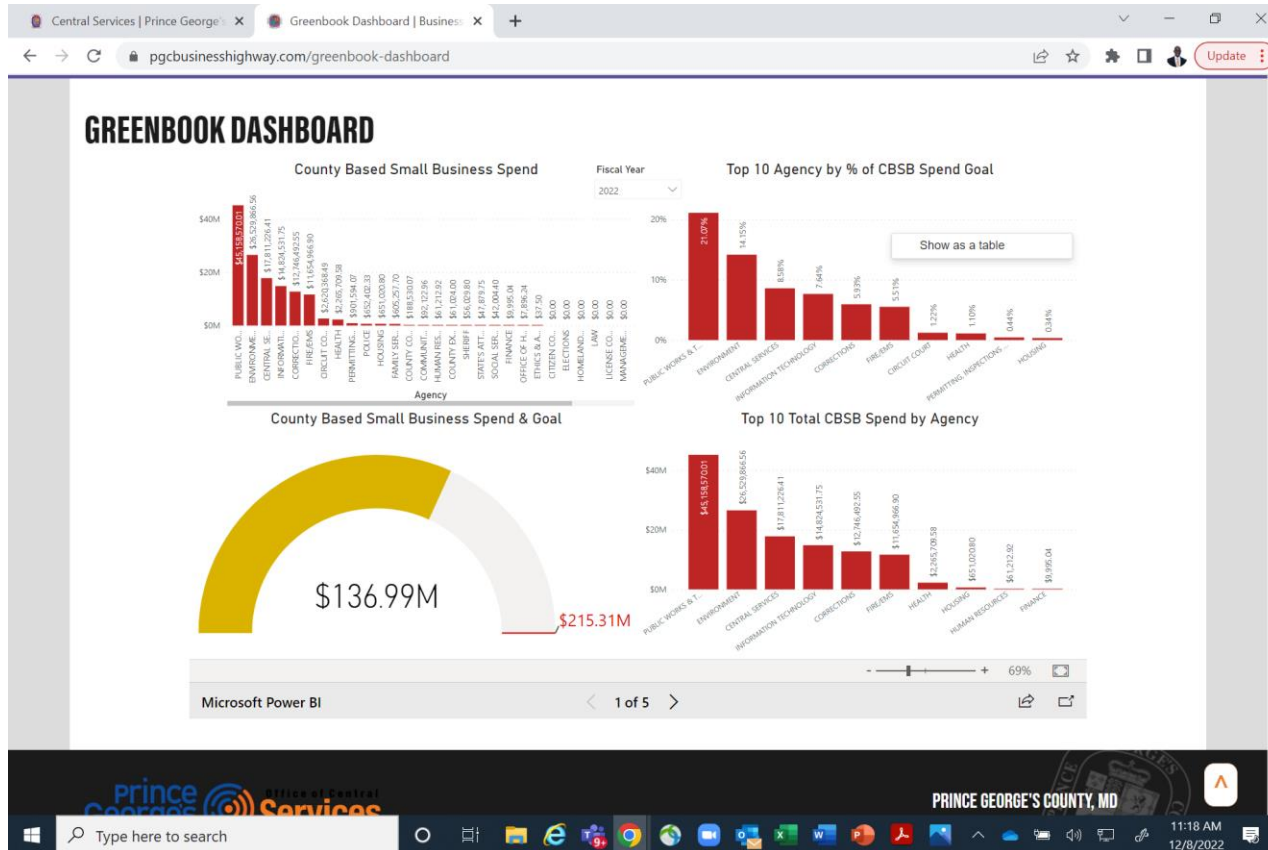 Central Services | Prince George's
Greenbook Dashboard | Business
pgcbusinesshighway.com/greenbook-dashboard
Update
GREENBOOK DASHBOARD
County Based Small Business Spend
Fiscal Year
2022
$40M
$20M
$0M
$45,158,570.01
$26,529,866.56
$17,811,226.41
$14,824,531.75
$12,746,492.55
$11,654,966.90
$2,620,368.49
$2,265,709.58
$901,594.07
$652,402.33
$651,020.80
$605,257.70
$188,530.07
$92,122.96
$61,212.92
$61,024.00
$56,029.80
$47,879.75
$42,004.40
$9,995.04
$7,896.24
$37.50
$0.00
$0.00
$0.00
$0.00
$0.00
$0.00
PUBLIC WO...
ENVIRONME...
CENTRAL SE...
INFORMATI...
CORRECTIO...
FIRE/EMS
CIRCUIT CO...
HEALTH
PERMITTING...
POLICE
HOUSING
FAMILY SER...
COUNTY CO...
COMMUNIT...
HUMAN RES...
COUNTY EX...
SHERIFF
STATE'S ATT...
SOCIAL SER...
FINANCE
OFFICE OF H...
ETHICS & A...
CITIZEN CO...
ELECTIONS
HOMELAND...
LAW
LICENSE CO...
MANAGEME...
Agency
Top 10 Agency by % of CBSB Spend Goal
20%
10%
0%
21.07%
14.15%
8.58%
7.64%
5.93%
5.51%
1.22%
1.10%
0.44%
0.34%
Show as a table
PUBLIC WORKS & T...
ENVIRONMENT
CENTRAL SERVICES
INFORMATION TECHNOLOGY
CORRECTIONS
FIRE/EMS
CIRCUIT COURT
HEALTH
PERMITTING, INSPECTIONS...
HOUSING
County Based Small Business Spend & Goal
$136.99M
$215.31M
Top 10 Total CBSB Spend by Agency
$40M
$20M
$0M
$45,158,570.01
$26,529,866.56
$17,811,226.41
$14,824,531.75
$12,746,492.55
$11,654,966.90
$2,265,709.58
$651,020.80
$61,212.92
$9,995.04
PUBLIC WORKS & T...
ENVIRONMENT
CENTRAL SERVICES
INFORMATION TECHNOLOGY
CORRECTIONS
FIRE/EMS
HEALTH
HOUSING
HUMAN RESOURCES
FINANCE
- + 69%
Microsoft Power BI
1 of 5
Prince George's
Office of Central
Services
PRINCE GEORGE'S COUNTY, MD
Type here to search
11:18 AM
12/8/2022